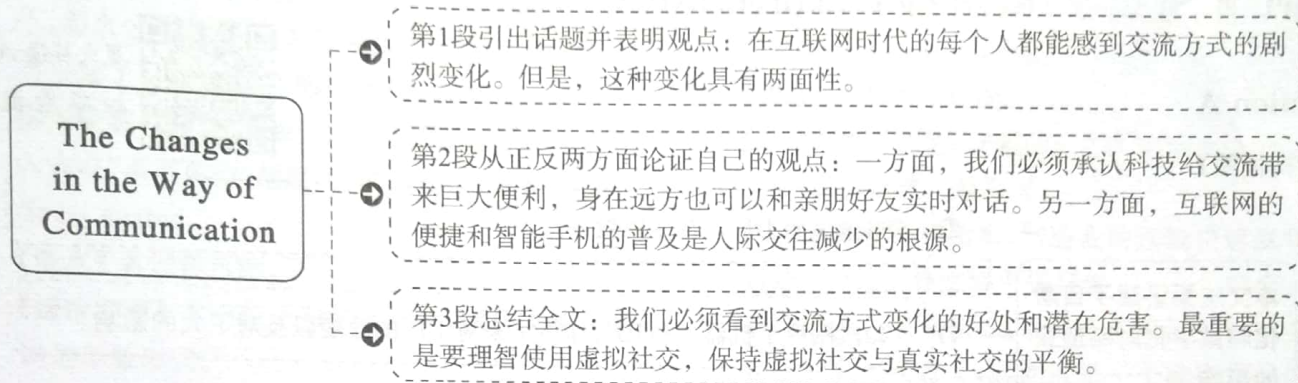 The Changes
in the Way of
Communication
第1段引出话题并表明观点：在互联网时代的每个人都能感到交流方式的剧
烈变化。但是，这种变化具有两面性。
第2段从正反两方面论证自己的观点：一方面，我们必须承认科技给交流带
来巨大便利，身在远方也可以和亲朋好友实时对话。另一方面，互联网的
便捷和智能手机的普及是人际交往减少的根源。
第3段总结全文：我们必须看到交流方式变化的好处和潜在危害。最重要的
是要理智使用虚拟社交，保持虚拟社交与真实社交的平衡。